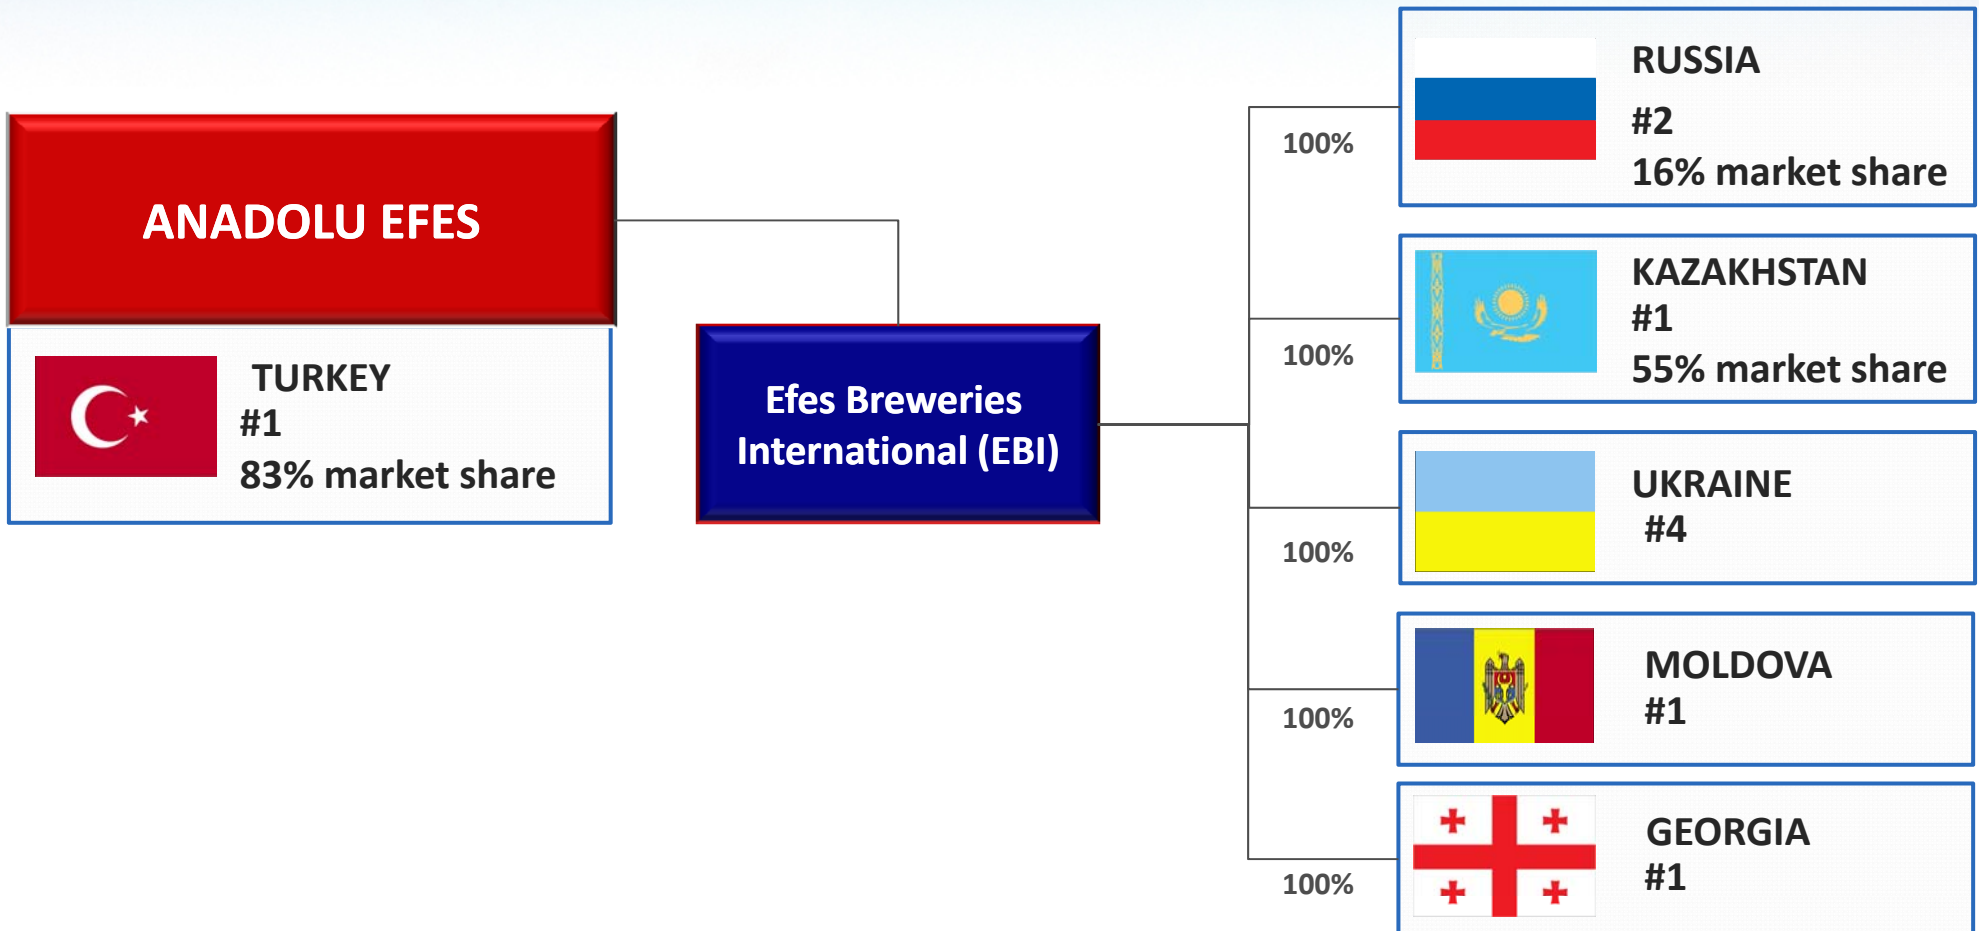 ANADOLU EFES
TURKEY
#1
83% market share
Efes Breweries
International (EBI)
100%
RUSSIA
#2
16% market share
100%
KAZAKHSTAN
#1
55% market share
100%
UKRAINE
#4
100%
MOLDOVA
#1
100%
GEORGIA
#1